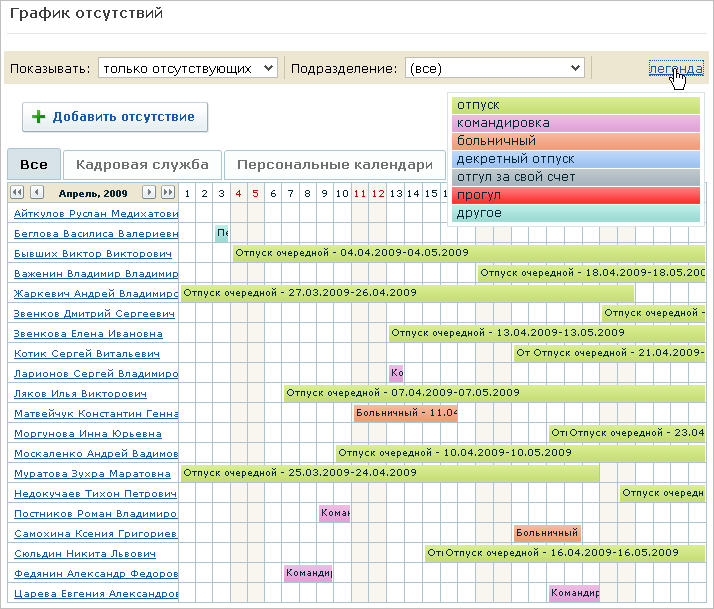 График отсутствий
Показывать: только отсутствующих Подразделение: (все) легенда
Добавить отсутствие
отпуск
командировка
больничный
декретный отпуск
отгул за свой счет
прогул
другое
Все Кадровая служба Персональные календари
Апрель, 2009 1 2 3 4 5 6 7 8 9 10 11 12 13 14 15
Айткулов Руслан Медихатови
Беглова Василиса Валериевн Пе
Бывших Виктор Викторович Отпуск очередной - 04.04.2009-04.05.2009
Важенин Владимир Владимир Отпуск очередной - 18.04.2009-18.05.200
Жаркевич Андрей Владимирс Отпуск очередной - 27.03.2009-26.04.2009
Звенков Дмитрий Сергеевич Отпуск очередной -
Звенкова Елена Ивановна Отпуск очередной - 13.04.2009-13.05.2009
Котик Сергей Витальевич От Отпуск очередной - 21.04.2009-
Ларионов Сергей Владимиро Ко
Ляков Илья Викторович Отпуск очередной - 07.04.2009-07.05.2009
Матвейчук Константин Генна Больничный - 11.04
Моргунова Инна Юрьевна Отпуск очередной - 23.04
Москаленко Андрей Вадимов Отпуск очередной - 10.04.2009-10.05.2009
Муратова Зухра Маратовна Отпуск очередной - 25.03.2009-24.04.2009
Недокучаев Тихон Петрович Отпуск очередн
Постников Роман Владимиро Коман
Самохина Ксения Григориев Больничный
Сюльдин Никита Львович Отпуск очередной - 16.04.2009-16.05.2009
Федянин Александр Федоров Командир
Царева Евгения Александров Командир